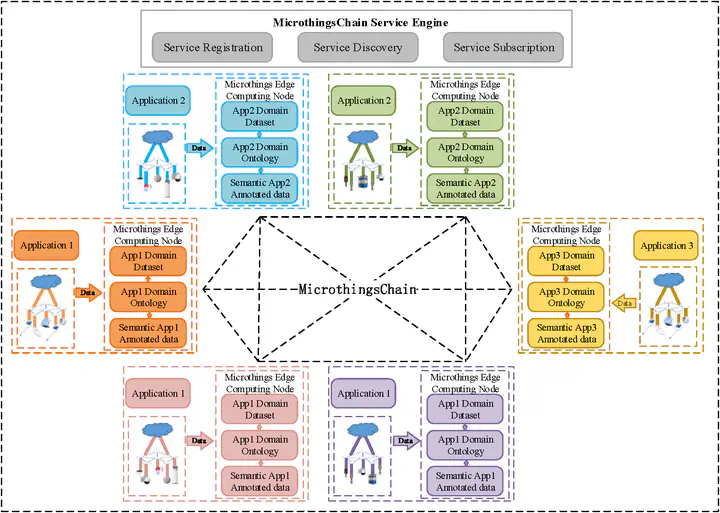 MicrothingsChain Service Engine
Service Registration
Service Discovery
Service Subscription
Application 2
Data
Microthings Edge
Computing Node
App2 Domain
Dataset
App2 Domain
Ontology
Semantic App2
Annotated data
Application 2
Data
Microthings Edge
Computing Node
App2 Domain
Dataset
App2 Domain
Ontology
Semantic App2
Annotated data
Application 1
Data
Microthings Edge
Computing Node
App1 Domain
Dataset
App1 Domain
Ontology
Semantic App1
Annotated data
MicrothingsChain
Microthings Edge
Computing Node
App3 Domain
Dataset
App3 Domain
Ontology
Semantic App3
Annotated data
Data
Application 3
Application 1
Data
Microthings Edge
Computing Node
App1 Domain
Dataset
App1 Domain
Ontology
Semantic App1
Annotated data
Application 1
Data
Microthings Edge
Computing Node
App1 Domain
Dataset
App1 Domain
Ontology
Semantic App1
Annotated data